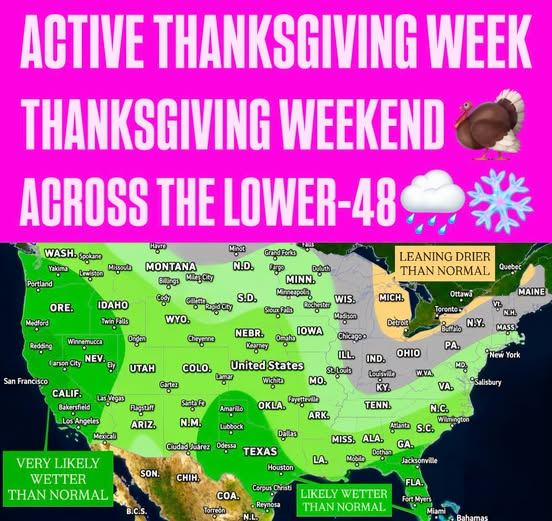 ACTIVE THANKSGIVING WEEK
THANKSGIVING WEEKEND
ACROSS THE LOWER-48
LEANING DRIER
THAN NORMAL
WASH.
Spokane
Havre
Minot
Grand Forks
Yakima
Lewiston
Missoula
MONTANA
N.D.
Fargo
Duluth
Quebec
Portland
Billings
Miles City
MINN.
Minneapolis
WIS.
MICH.
Ottawa
MAINE
ORE.
IDAHO
Cody
Gillette
Rapid City
S.D.
Sioux Falls
Rochester
Madison
Toronto
VT.
N.H.
Medford
Twin Falls
WYO.
Detroit
Buffalo
N.Y.
MASS.
Redding
Winnemucca
Ogden
Cheyenne
NEBR.
Kearney
Omaha
IOWA
Chicago
PA.
New York
Carson City
NEV.
Ely
UTAH
COLO.
United States
ILL.
IND.
OHIO
MD.
San Francisco
Lamar
Wichita
MO.
St. Louis
Louisville
KY.
W.VA.
VA.
Salisbury
CALIF.
Bakersfield
Las Vegas
Flagstaff
Santa Fe
Amarillo
OKLA.
Fayetteville
ARK.
TENN.
N.C.
Wilmington
Los Angeles
Mexicali
ARIZ.
N.M.
Lubbock
Dallas
MISS.
ALA.
Atlanta
S.C.
GA.
Ciudad Juárez
Odessa
TEXAS
Mobile
Dothan
Jacksonville
VERY LIKELY
WETTER
THAN NORMAL
SON.
CHIH.
Houston
LA.
FLA.
COA.
Corpus Christi
LIKELY WETTER
THAN NORMAL
Fort Myers
B.C.S.
Torreón
Reynosa
N.L.
Miami
Bahamas